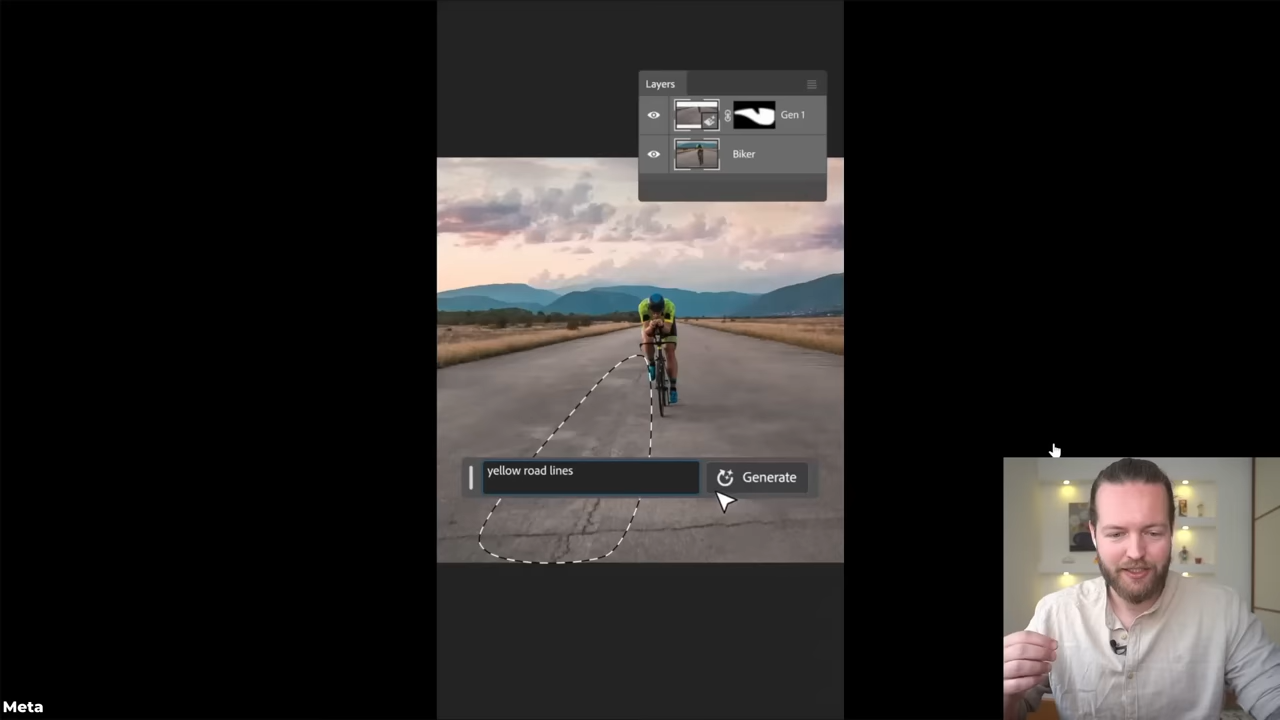 Layers
Gen 1
Biker
yellow road lines
Generate
Meta